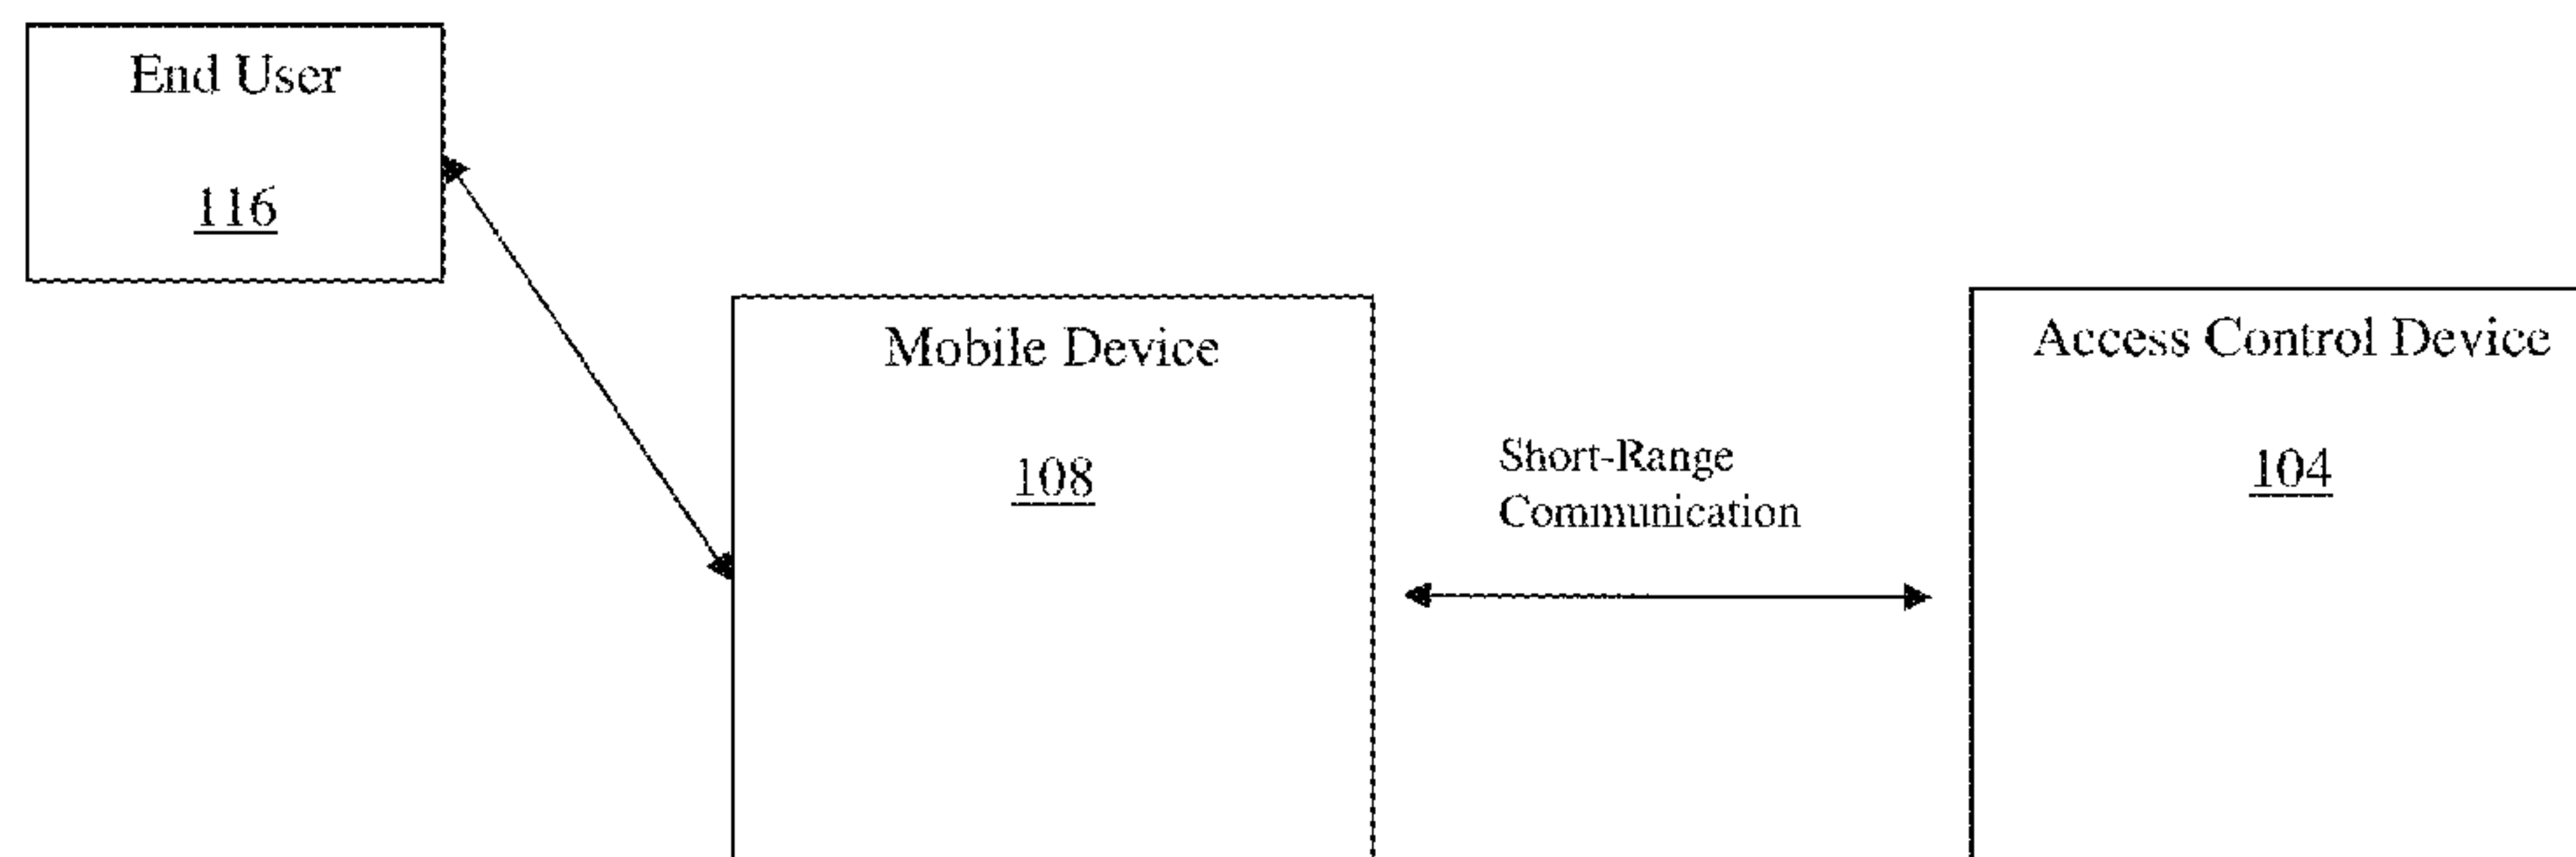 End User
116
Mobile Device
108
Short-Range
Communication
Access Control Device
104